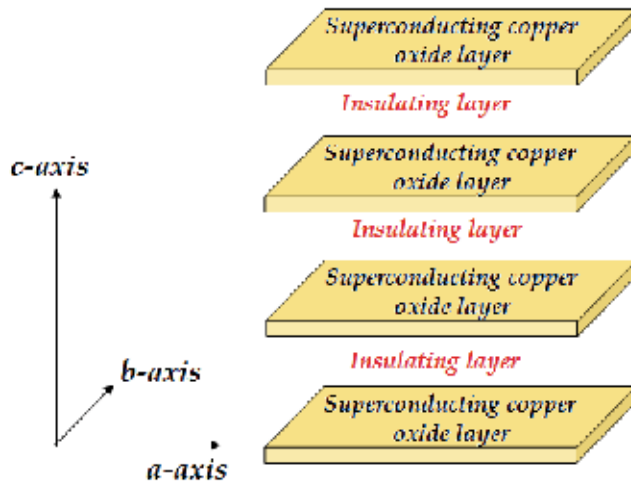 Superconducting copper
oxide layer
Insulating layer
Superconducting copper
oxide layer
Insulating layer
Superconducting copper
oxide layer
Insulating layer
Superconducting copper
oxide layer
c-axis
b-axis
a-axis